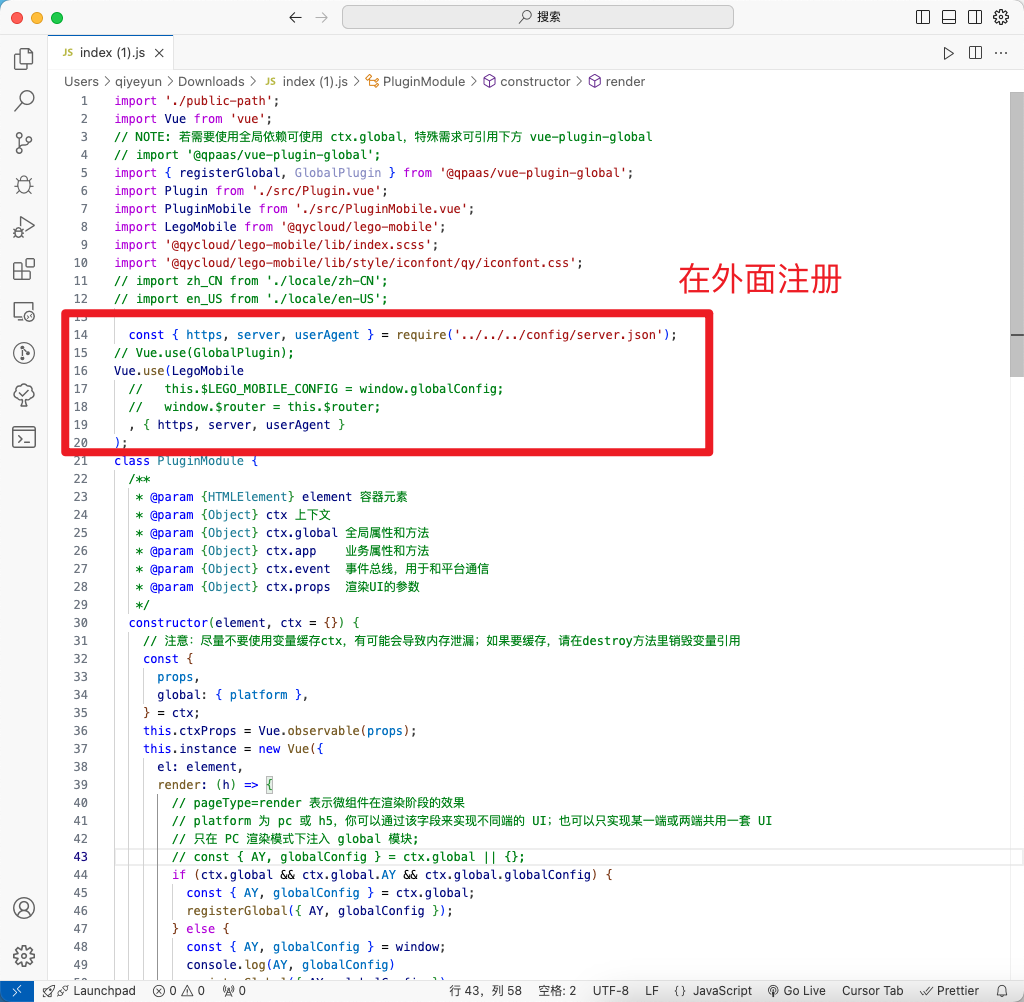 搜索
JS index (1).js
Users > qiyeyun > Downloads > JS index (1).js > PluginModule > constructor > render
1 import './public-path';
2 import Vue from 'vue';
3 // NOTE: 若需要使用全局依赖可使用 ctx.global，特殊需求可引用下方 vue-plugin-global
4 // import '@qpaas/vue-plugin-global';
5 import { registerGlobal, GlobalPlugin } from '@qpaas/vue-plugin-global';
6 import Plugin from './src/Plugin.vue';
7 import PluginMobile from './src/PluginMobile.vue';
8 import LegoMobile from '@qycloud/lego-mobile';
9 import '@qycloud/lego-mobile/lib/index.scss';
10 import '@qycloud/lego-mobile/lib/style/iconfont/qy/iconfont.css';
11 // import zh_CN from './locale/zh-CN';
12 // import en_US from './locale/en-US';
在外面注册
13
14 const { https, server, userAgent } = require('../../../config/server.json');
15 // Vue.use(GlobalPlugin);
16 Vue.use(LegoMobile
17 //   this.$LEGO_MOBILE_CONFIG = window.globalConfig;
18 //   window.$router = this.$router;
19 , { https, server, userAgent }
20 );
21 class PluginModule {
22 /**
23 * @param {HTMLElement} element 容器元素
24 * @param {Object} ctx 上下文
25 * @param {Object} ctx.global 全局属性和方法
26 * @param {Object} ctx.app    业务属性和方法
27 * @param {Object} ctx.event  事件总线，用于和平台通信
28 * @param {Object} ctx.props  渲染UI的参数
29 */
30 constructor(element, ctx = {}) {
31 // 注意：尽量不要使用变量缓存ctx，有可能会导致内存泄漏；如果要缓存，请在destroy方法里销毁变量引用
32 const {
33 props,
34 global: { platform },
35 } = ctx;
36 this.ctxProps = Vue.observable(props);
37 this.instance = new Vue({
38 el: element,
39 render: (h) => {
40 // pageType=render 表示微组件在渲染阶段的效果
41 // platform 为 pc 或 h5，你可以通过该字段来实现不同端的 UI；也可以只实现某一端或两端共用一套 UI
42 // 只在 PC 渲染模式下注入 global 模块;
43 // const { AY, globalConfig } = ctx.global || {};
44 if (ctx.global && ctx.global.AY && ctx.global.globalConfig) {
45 const { AY, globalConfig } = ctx.global;
46 registerGlobal({ AY, globalConfig });
47 } else {
48 const { AY, globalConfig } = window;
49 console.log(AY, globalConfig)
Launchpad 0 0 0 行 43，列 58 空格: 2 UTF-8 LF {} JavaScript Go Live Cursor Tab Prettier